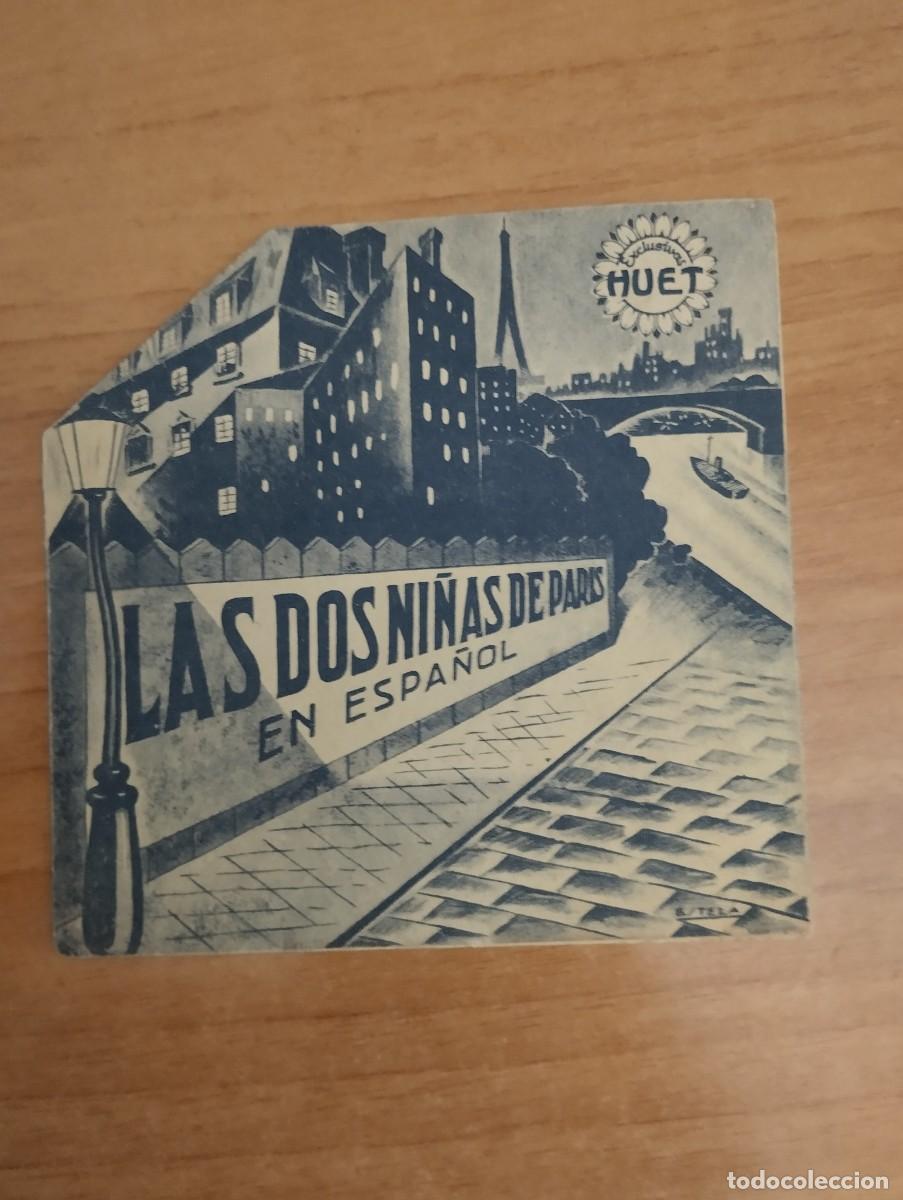 Exclusivas
HUET
LAS DOS NIÑAS DE PARIS
EN ESPAÑOL
todocoleccion